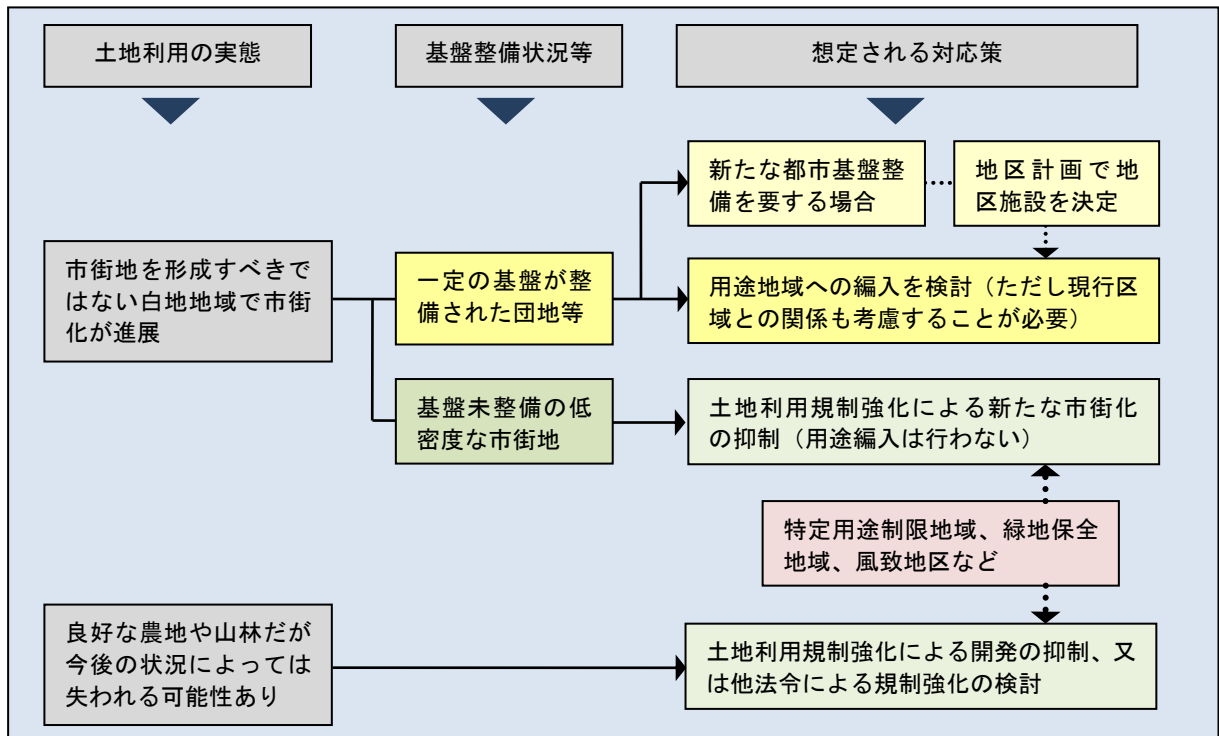 土地利用の実態
基盤整備状況等
想定される対応策
新たな都市基盤整
備を要する場合
地区計画で地
区施設を決定
市街地を形成すべきで
はない白地地域で市街
化が進展
一定の基盤が整
備された団地等
用途地域への編入を検討（ただし現行区
域との関係も考慮することが必要）
基盤未整備の低
密度な市街地
土地利用規制強化による新たな市街化
の抑制（用途編入は行わない）
特定用途制限地域、緑地保全
地域、風致地区など
良好な農地や山林だが
今後の状況によっては
失われる可能性あり
土地利用規制強化による開発の抑制、又
は他法令による規制強化の検討